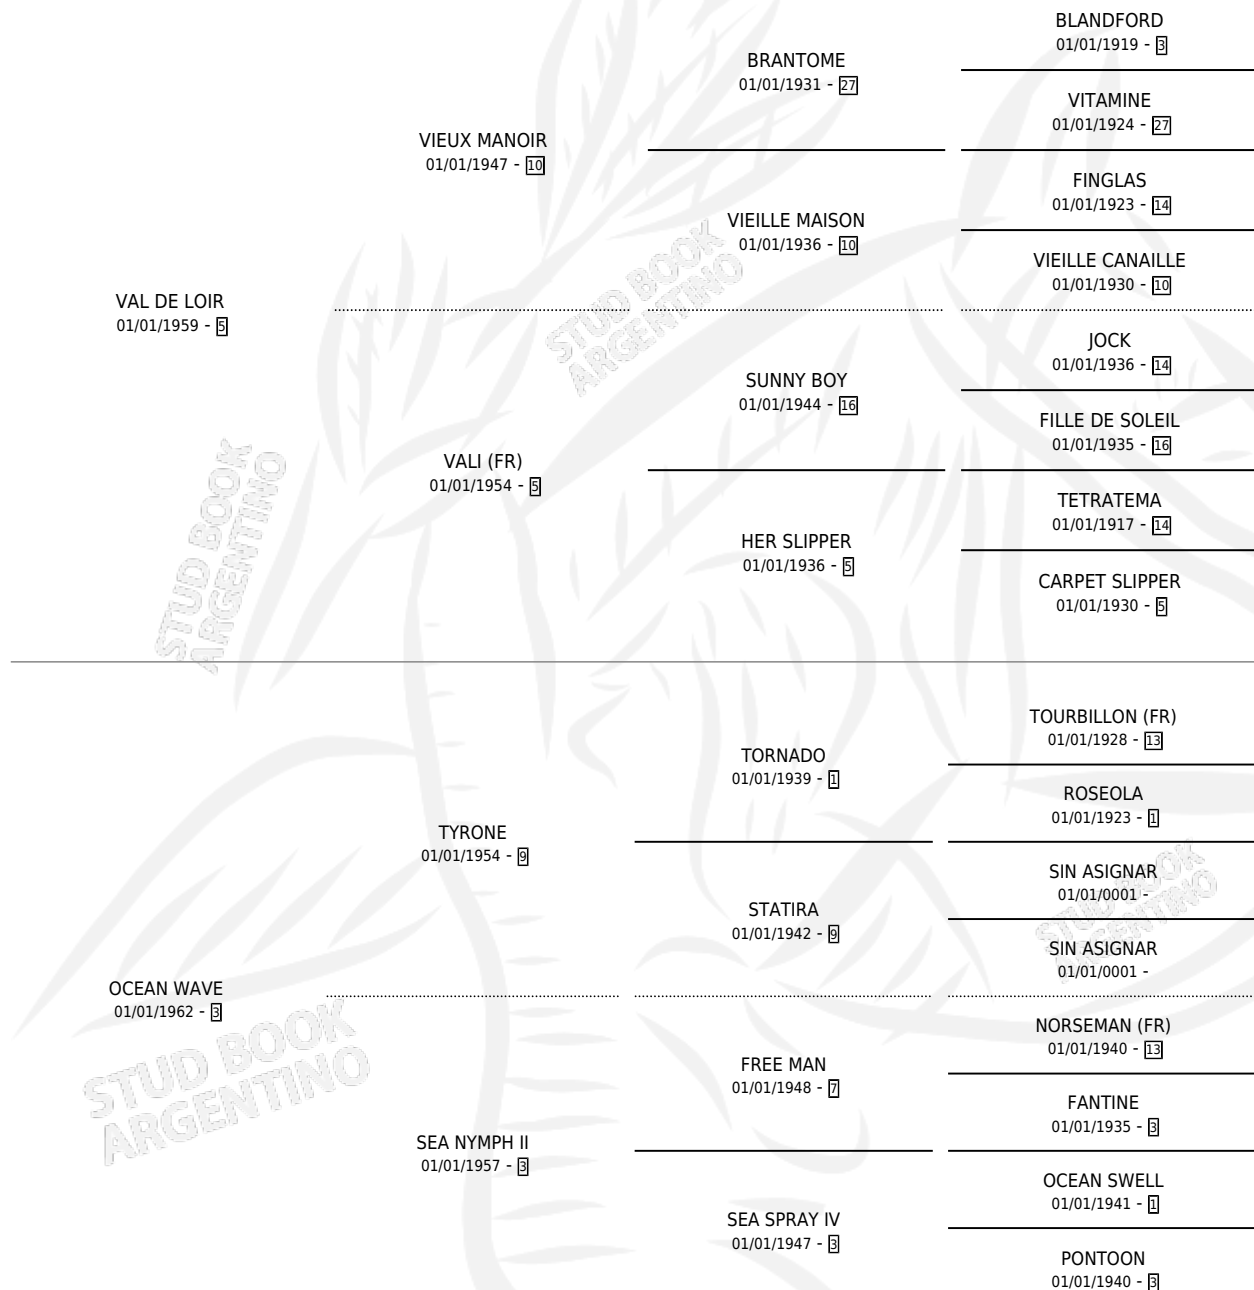 BLANDFORD
01/01/1919 - 3
BRANTOME
01/01/1931 - 27
VITAMINE
01/01/1924 - 27
VIEUX MANOIR
01/01/1947 - 10
FINGLAS
01/01/1923 - 14
VIEILLE MAISON
01/01/1936 - 10
VIEILLE CANAILLE
01/01/1930 - 10
VAL DE LOIR
01/01/1959 - 5
STUD BOOK
ARGENTINO
JOCK
01/01/1936 - 14
SUNNY BOY
01/01/1944 - 16
FILLE DE SOLEIL
01/01/1935 - 16
VALI (FR)
01/01/1954 - 5
TETRATEMA
01/01/1917 - 14
HER SLIPPER
01/01/1936 - 5
CARPET SLIPPER
01/01/1930 - 5
STUD BOOK
ARGENTINO
TOURBILLON (FR)
01/01/1928 - 13
TORNADO
01/01/1939 - 1
ROSEOLA
01/01/1923 - 1
TYRONE
01/01/1954 - 9
SIN ASIGNAR
01/01/0001 -
STATIRA
01/01/1942 - 9
STUD BOOK
ARGENTINO
SIN ASIGNAR
01/01/0001 -
OCEAN WAVE
01/01/1962 - 3
NORSEMAN (FR)
01/01/1940 - 13
STUD BOOK
ARGENTINO
FREE MAN
01/01/1948 - 7
FANTINE
01/01/1935 - 3
SEA NYMPH II
01/01/1957 - 3
OCEAN SWELL
01/01/1941 - 1
SEA SPRAY IV
01/01/1947 - 3
PONTOON
01/01/1940 - 3